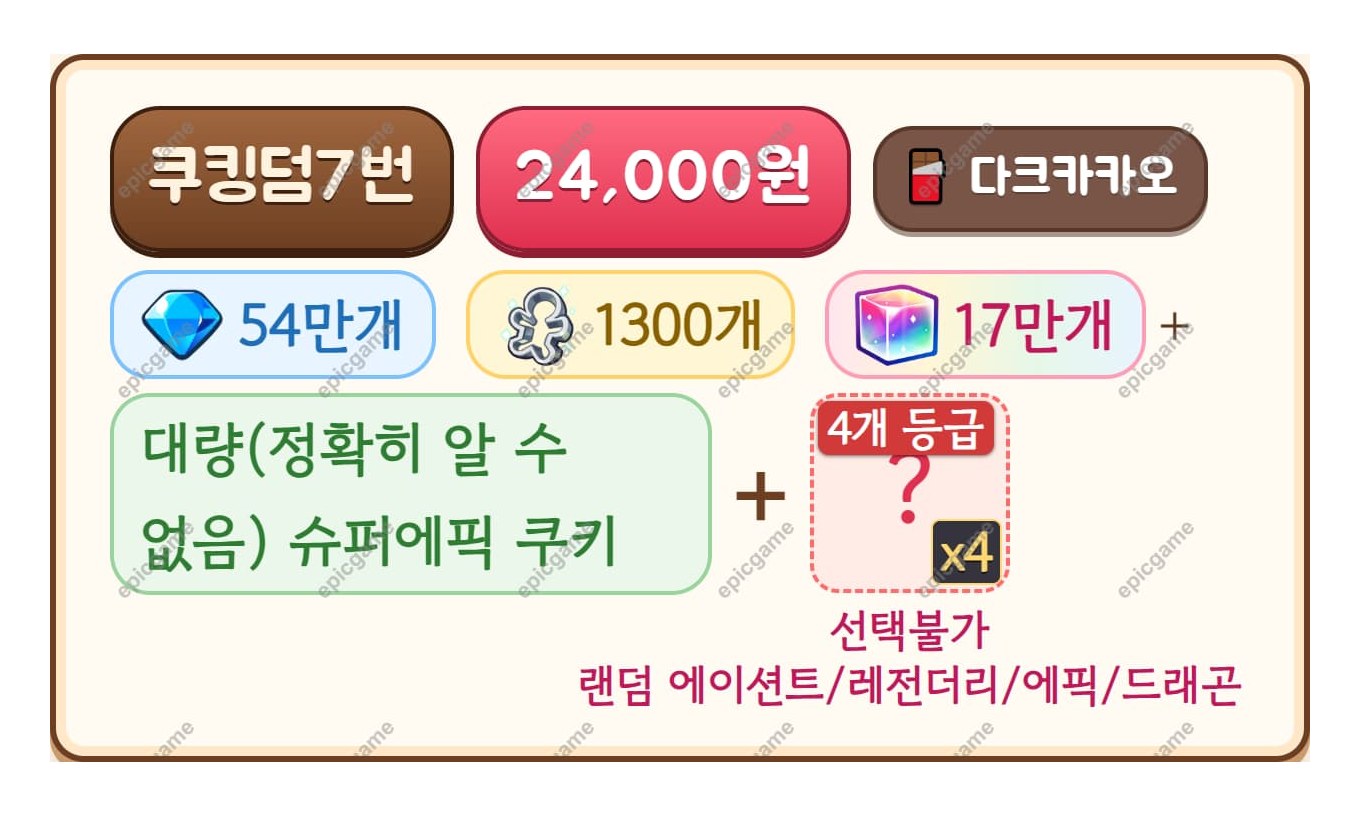 쿠킹덤7번 24,000원 다크카카오
54만개 1300개 17만개 +
대량(정확히 알 수
없음) 슈퍼에픽 쿠키
+
4개 등급
?
x4
선택불가
랜덤 에이션트/레전더리/에픽/드래곤
epicgame